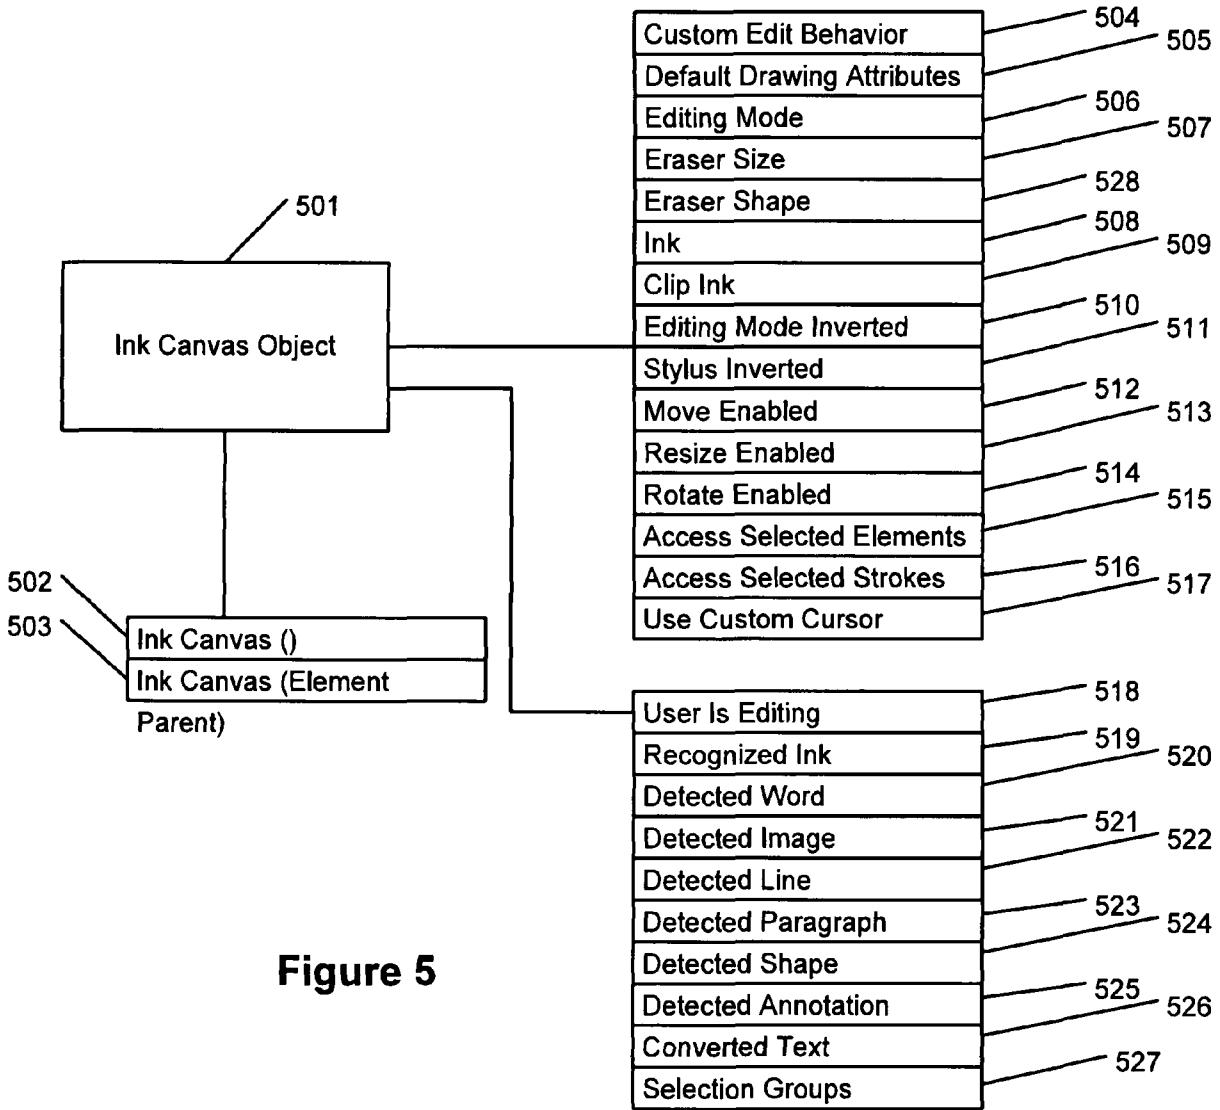 Custom Edit Behavior 504
Default Drawing Attributes 505
Editing Mode 506
Eraser Size 507
Eraser Shape 528
Ink 508
Clip Ink 509
Editing Mode Inverted 510
Stylus Inverted 511
Move Enabled 512
Resize Enabled 513
Rotate Enabled 514
Access Selected Elements 515
Access Selected Strokes 516
Use Custom Cursor 517
501
Ink Canvas Object
502 Ink Canvas ()
503 Ink Canvas (Element
Parent)
User Is Editing 518
Recognized Ink 519
Detected Word 520
Detected Image 521
Detected Line 522
Detected Paragraph 523
Detected Shape 524
Detected Annotation 525
Converted Text 526
Selection Groups 527
Figure 5